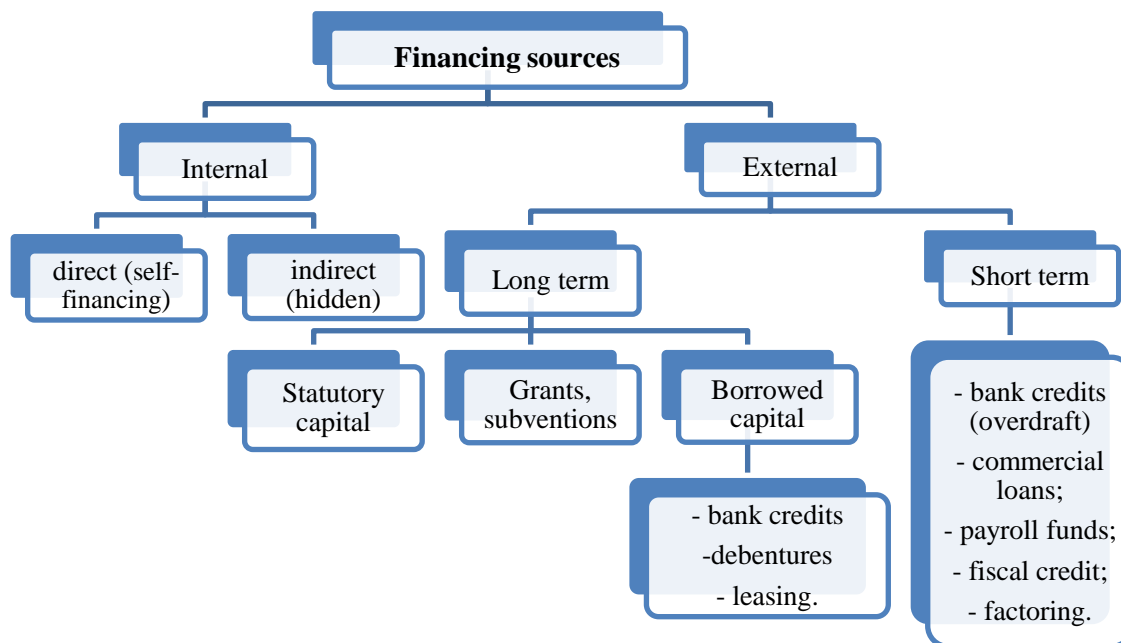 Financing sources
Internal
External
direct (self-
financing)
indirect
(hidden)
Long term
Short term
Statutory
capital
Grants,
subventions
Borrowed
capital
- bank credits
-debentures
- leasing.
- bank credits
(overdraft)
- commercial
loans;
- payroll funds;
- fiscal credit;
- factoring.